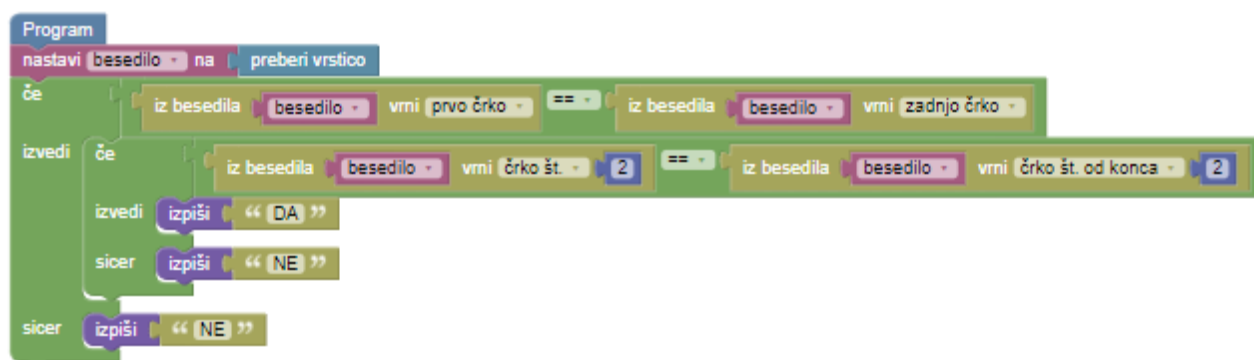 Program
nastavi besedilo na preberi vrstico
če iz besedila besedilo vrni prvo črko == iz besedila besedilo vrni zadnjo črko
izvedi če iz besedila besedilo vrni črko št. 2 == iz besedila besedilo vrni črko št. od konca 2
izvedi izpiši “ DA ”
sicer izpiši “ NE ”
sicer izpiši “ NE ”